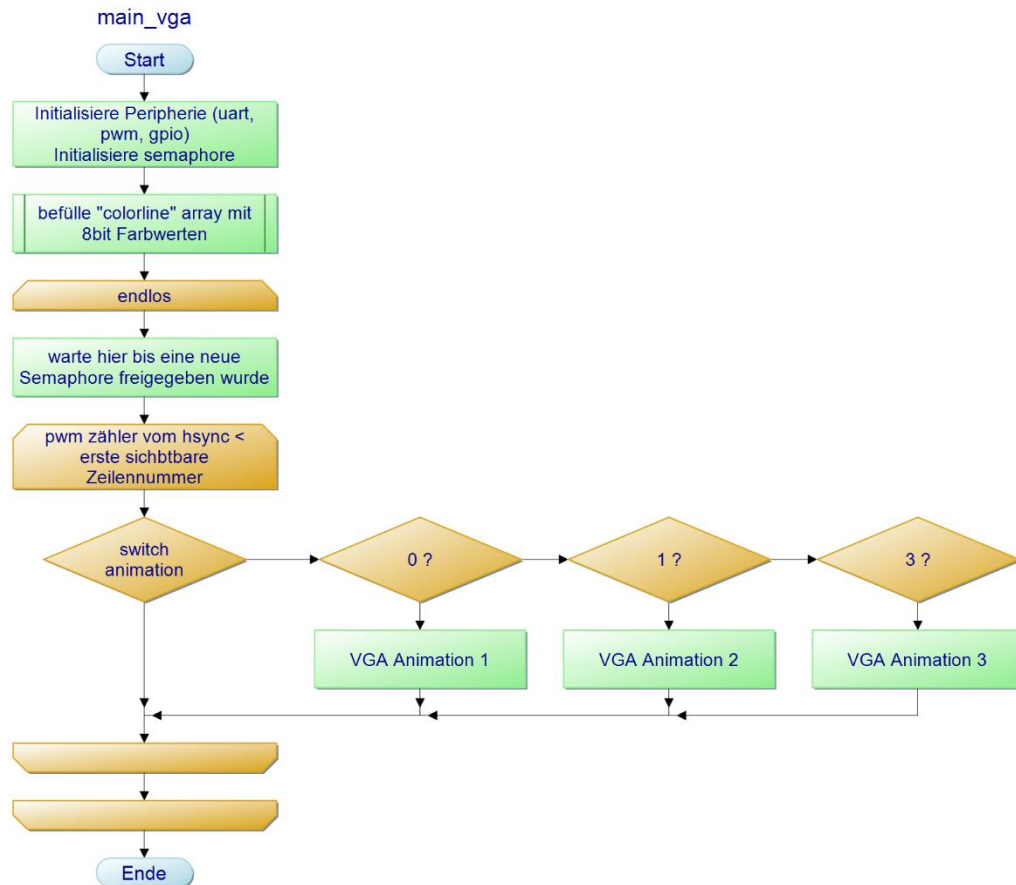 main_vga
Start
Initialisiere Peripherie (uart,
pwm, gpio)
Initialisiere semaphore
befülle "colorline" array mit
8bit Farbwerten
endlos
warte hier bis eine neue
Semaphore freigegeben wurde
pwm zähler vom hsync <
erste sichbtbare
Zeilennummer
switch
animation
0 ?
1 ?
3 ?
VGA Animation 1
VGA Animation 2
VGA Animation 3
Ende